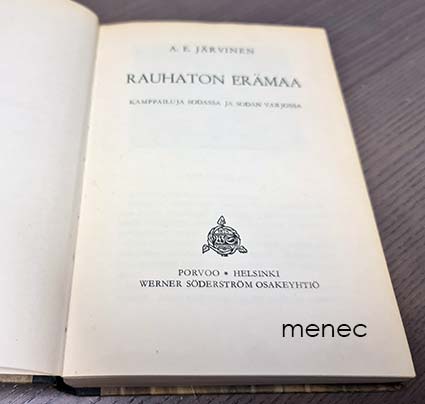 A. E. JÄRVINEN
RAUHATON ERÄMAA
KAMPPAILUJA SODASSA JA SODAN VARJOSSA
PORVOO • HELSINKI
WERNER SÖDERSTRÖM OSAKEYHTIÖ
menec